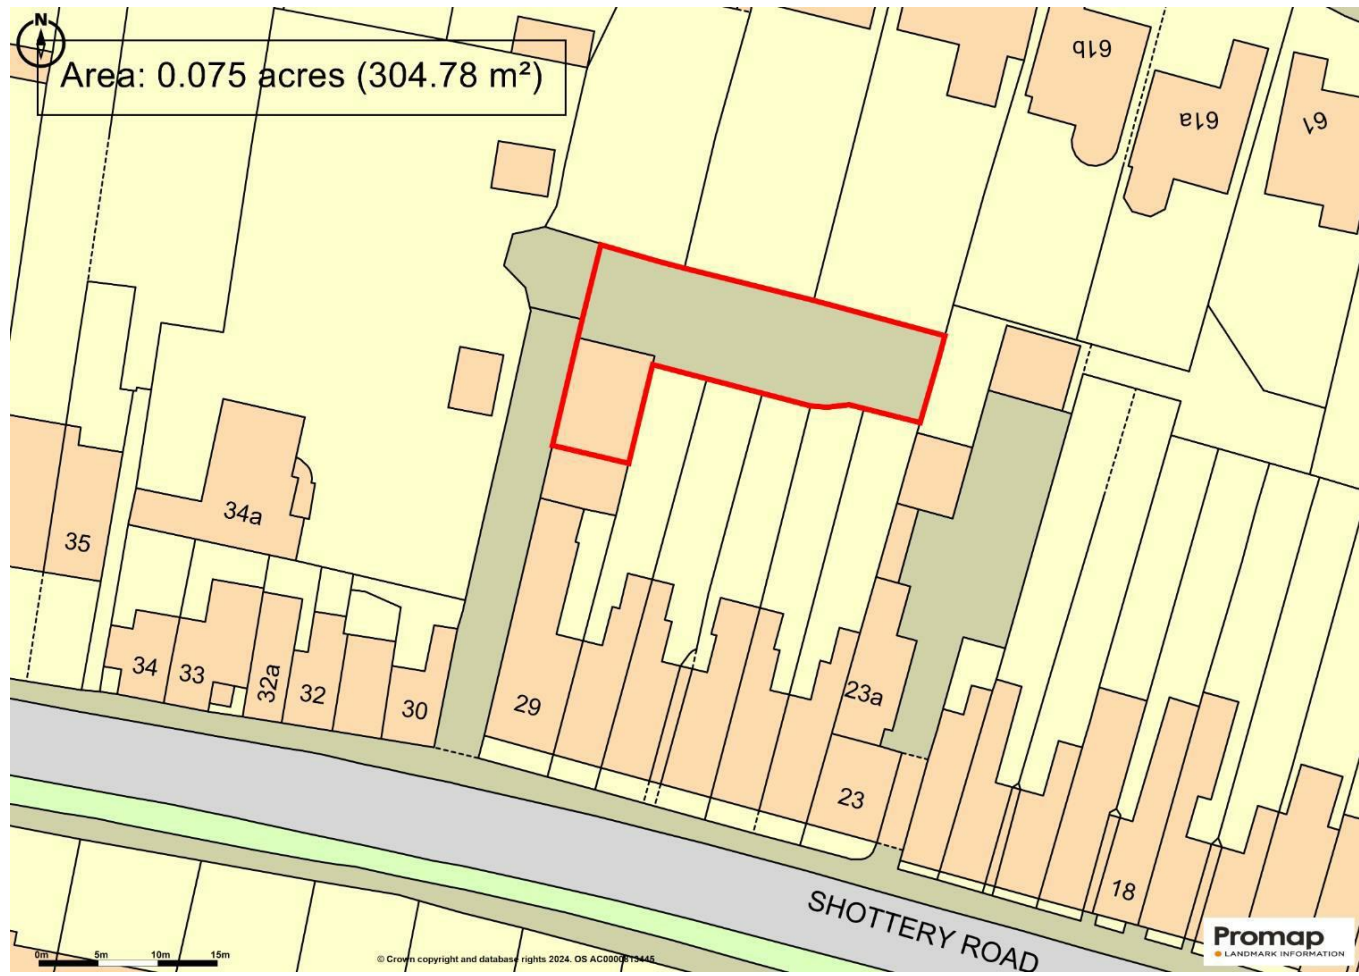 N
Area: 0.075 acres (304.78 m²)
61b
61a
61
34a
35
34
33
32a
32
30
29
23a
23
18
SHOTTERY ROAD
0m 5m 10m 15m
© Crown copyright and database rights 2024. OS
Promap
LANDMARK INFORMATION